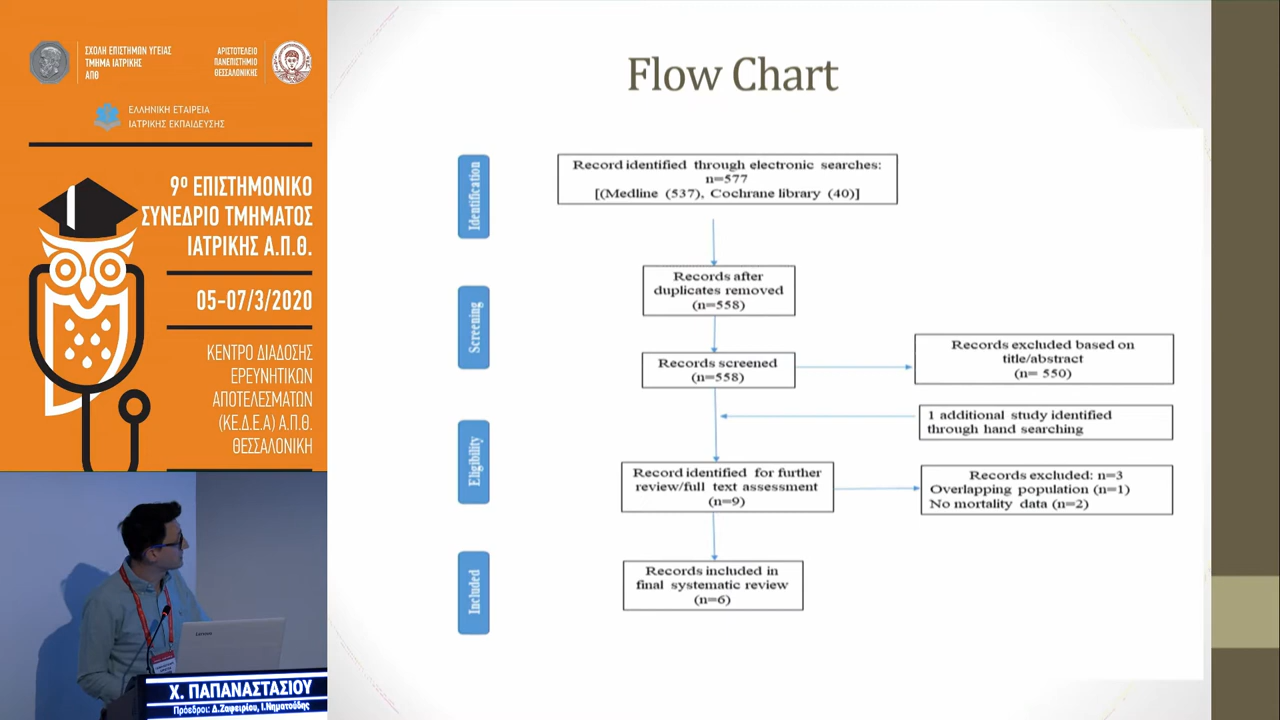 ΣΧΟΛΗ ΕΠΙΣΤΗΜΩΝ ΥΓΕΙΑΣ
ΤΜΗΜΑ ΙΑΤΡΙΚΗΣ
ΑΠΘ
ΑΡΙΣΤΟΤΕΛΕΙΟ
ΠΑΝΕΠΙΣΤΗΜΙΟ
ΘΕΣΣΑΛΟΝΙΚΗΣ
ΕΛΛΗΝΙΚΗ ΕΤΑΙΡΕΙΑ
ΙΑΤΡΙΚΗΣ ΕΚΠΑΙΔΕΥΣΗΣ
9º ΕΠΙΣΤΗΜΟΝΙΚΟ
ΣΥΝΕΔΡΙΟ ΤΜΗΜΑΤΟΣ
ΙΑΤΡΙΚΗΣ Α.Π.Θ.
05-07/3/2020
ΚΕΝΤΡΟ ΔΙΑΔΟΣΗΣ
ΕΡΕΥΝΗΤΙΚΩΝ
ΑΠΟΤΕΛΕΣΜΑΤΩΝ
(ΚΕ.Δ.Ε.Α) Α.Π.Θ.
ΘΕΣΣΑΛΟΝΙΚΗ
Lenovo
Χ. ΠΑΠΑΝΑΣΤΑΣΙΟΥ
Πρόεδροι: Δ.Ζαφειρίου, Ι.Νηματούδης
Flow Chart
Identification
Record identified through electronic searches:
n=577
[(Medline (537), Cochrane library (40)]
Records after
duplicates removed
(n=558)
Screening
Records screened
(n=558)
Records excluded based on
title/abstract
(n= 550)
1 additional study identified
through hand searching
Eligibility
Record identified for further
review/full text assessment
(n=9)
Records excluded: n=3
Overlapping population (n=1)
No mortality data (n=2)
Included
Records included in
final systematic review
(n=6)